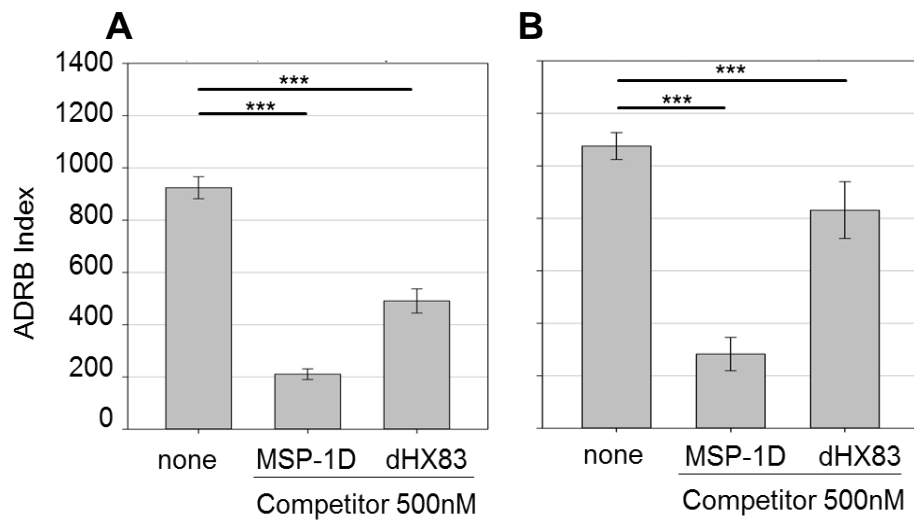 A
B
1400
1200
1000
800
600
400
200
0
ADRB Index
***
***
***
***
none
MSP-1D
dHX83
Competitor 500nM
none
MSP-1D
dHX83
Competitor 500nM